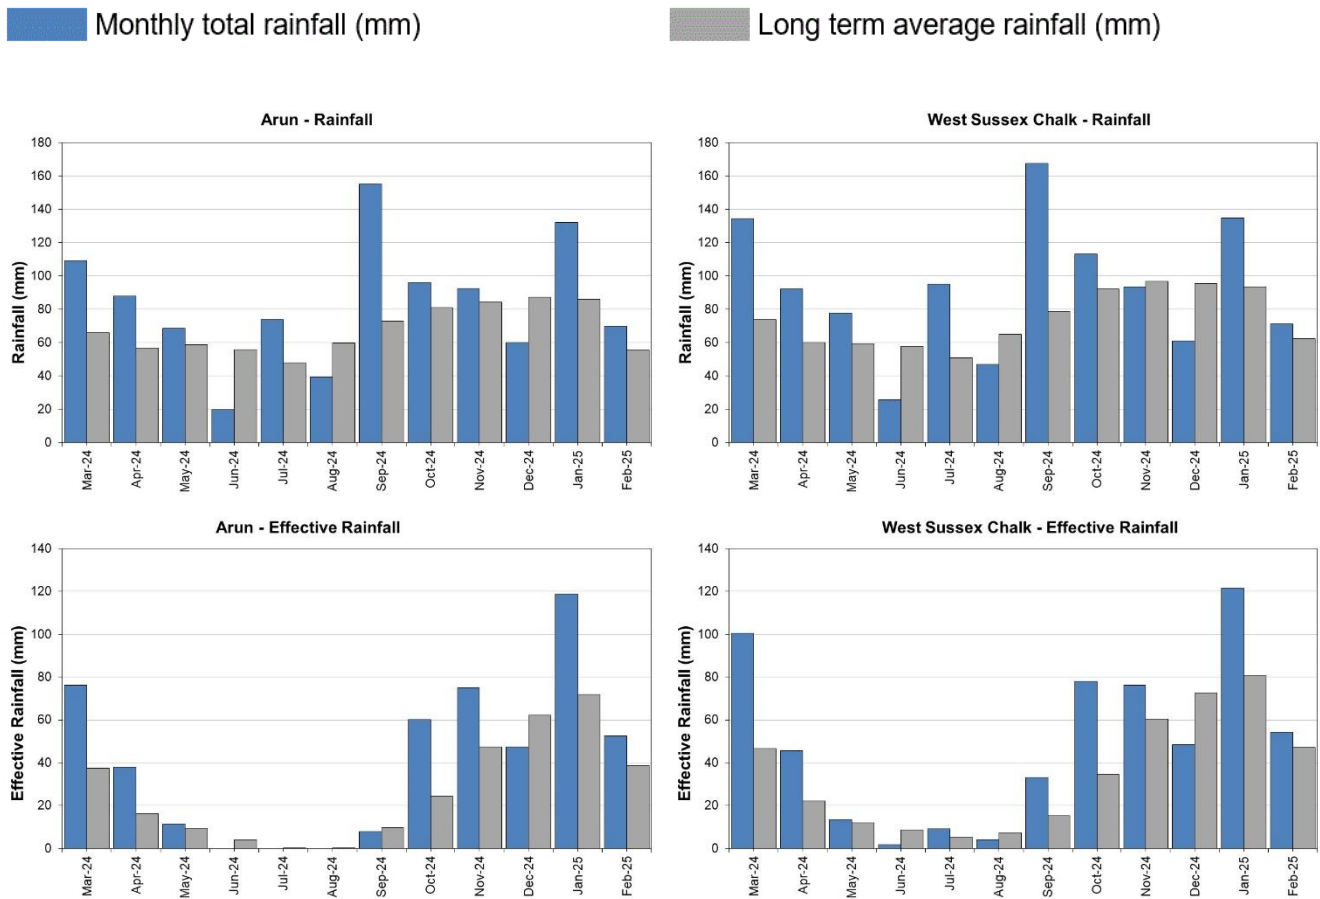 Monthly total rainfall (mm) Long term average rainfall (mm)
Arun - Rainfall
180
160
140
120
100
80
60
40
20
0
Rainfall (mm)
Mar-24
Apr-24
May-24
Jun-24
Jul-24
Aug-24
Sep-24
Oct-24
Nov-24
Dec-24
Jan-25
Feb-25
West Sussex Chalk - Rainfall
180
160
140
120
100
80
60
40
20
0
Rainfall (mm)
Mar-24
Apr-24
May-24
Jun-24
Jul-24
Aug-24
Sep-24
Oct-24
Nov-24
Dec-24
Jan-25
Feb-25
Arun - Effective Rainfall
140
120
100
80
60
40
20
0
Effective Rainfall (mm)
Mar-24
Apr-24
May-24
Jun-24
Jul-24
Aug-24
Sep-24
Oct-24
Nov-24
Dec-24
Jan-25
Feb-25
West Sussex Chalk - Effective Rainfall
140
120
100
80
60
40
20
0
Effective Rainfall (mm)
Mar-24
Apr-24
May-24
Jun-24
Jul-24
Aug-24
Sep-24
Oct-24
Nov-24
Dec-24
Jan-25
Feb-25